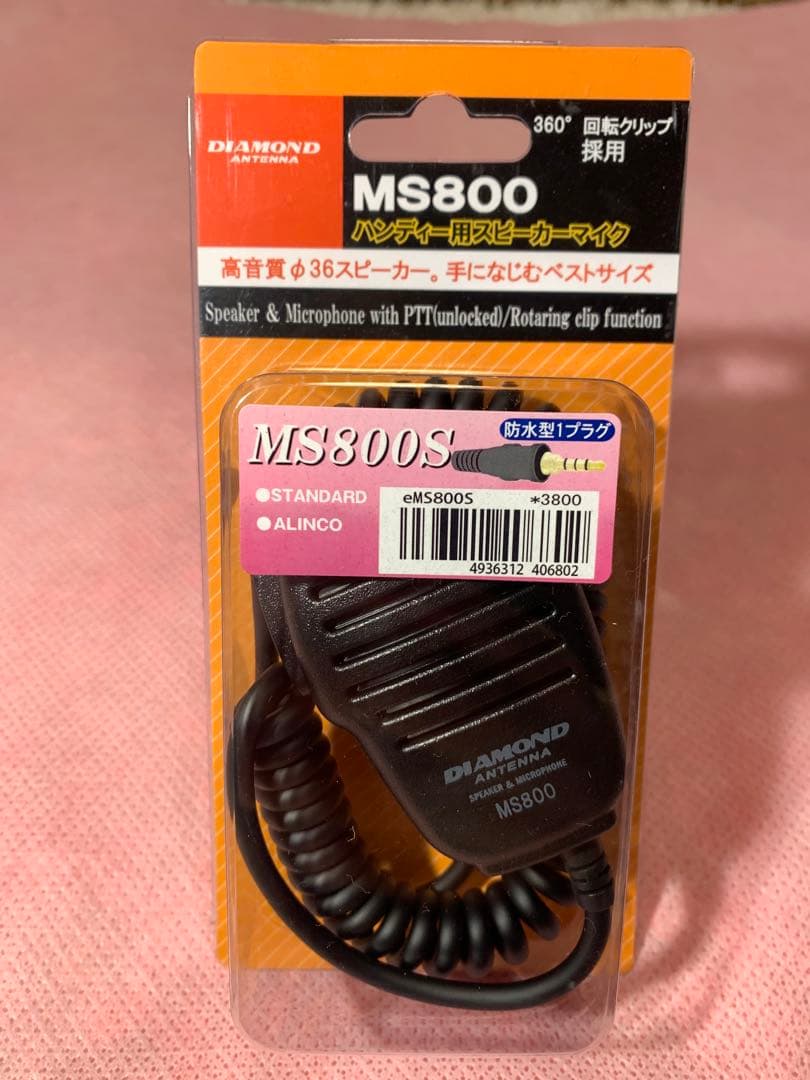 DIAMOND
ANTENNA
360° 回転クリップ
採用
MS800
ハンディー用スピーカーマイク
高音質φ36スピーカー。手になじむベストサイズ
Speaker & Microphone with PTT(unlocked)/Rotaring clip function
MS800S
防水型1プラグ
●STANDARD
●ALINCO
eMS800S *3800
4936312 406802
DIAMOND
ANTENNA
SPEAKER & MICROPHONE
MS800